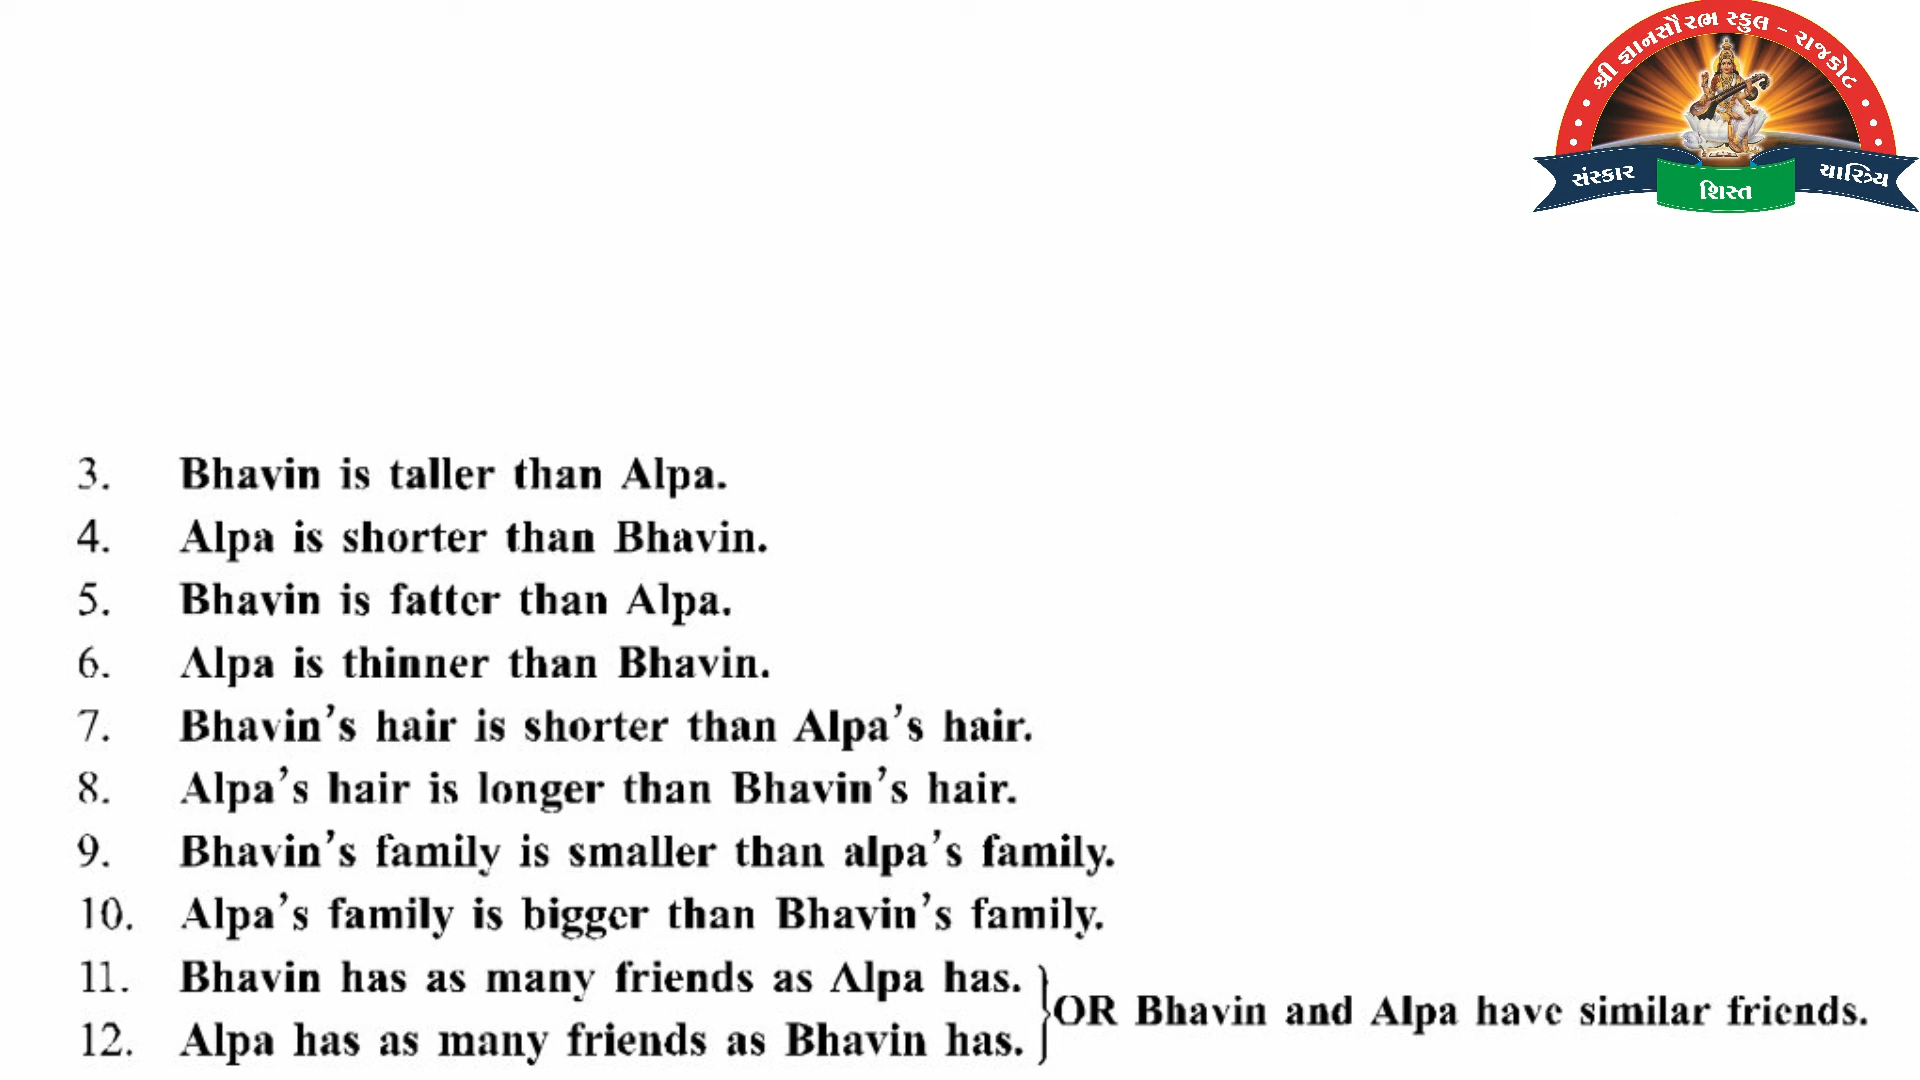 શ્રી જ્ઞાનસૌરભ સ્કુલ - રાજકોટ
સંસ્કાર
શિસ્ત
ચારિત્ર્ય
3. Bhavin is taller than Alpa.
4. Alpa is shorter than Bhavin.
5. Bhavin is fatter than Alpa.
6. Alpa is thinner than Bhavin.
7. Bhavin's hair is shorter than Alpa's hair.
8. Alpa's hair is longer than Bhavin's hair.
9. Bhavin's family is smaller than alpa's family.
10. Alpa's family is bigger than Bhavin's family.
11. Bhavin has as many friends as Alpa has.
12. Alpa has as many friends as Bhavin has.
OR Bhavin and Alpa have similar friends.